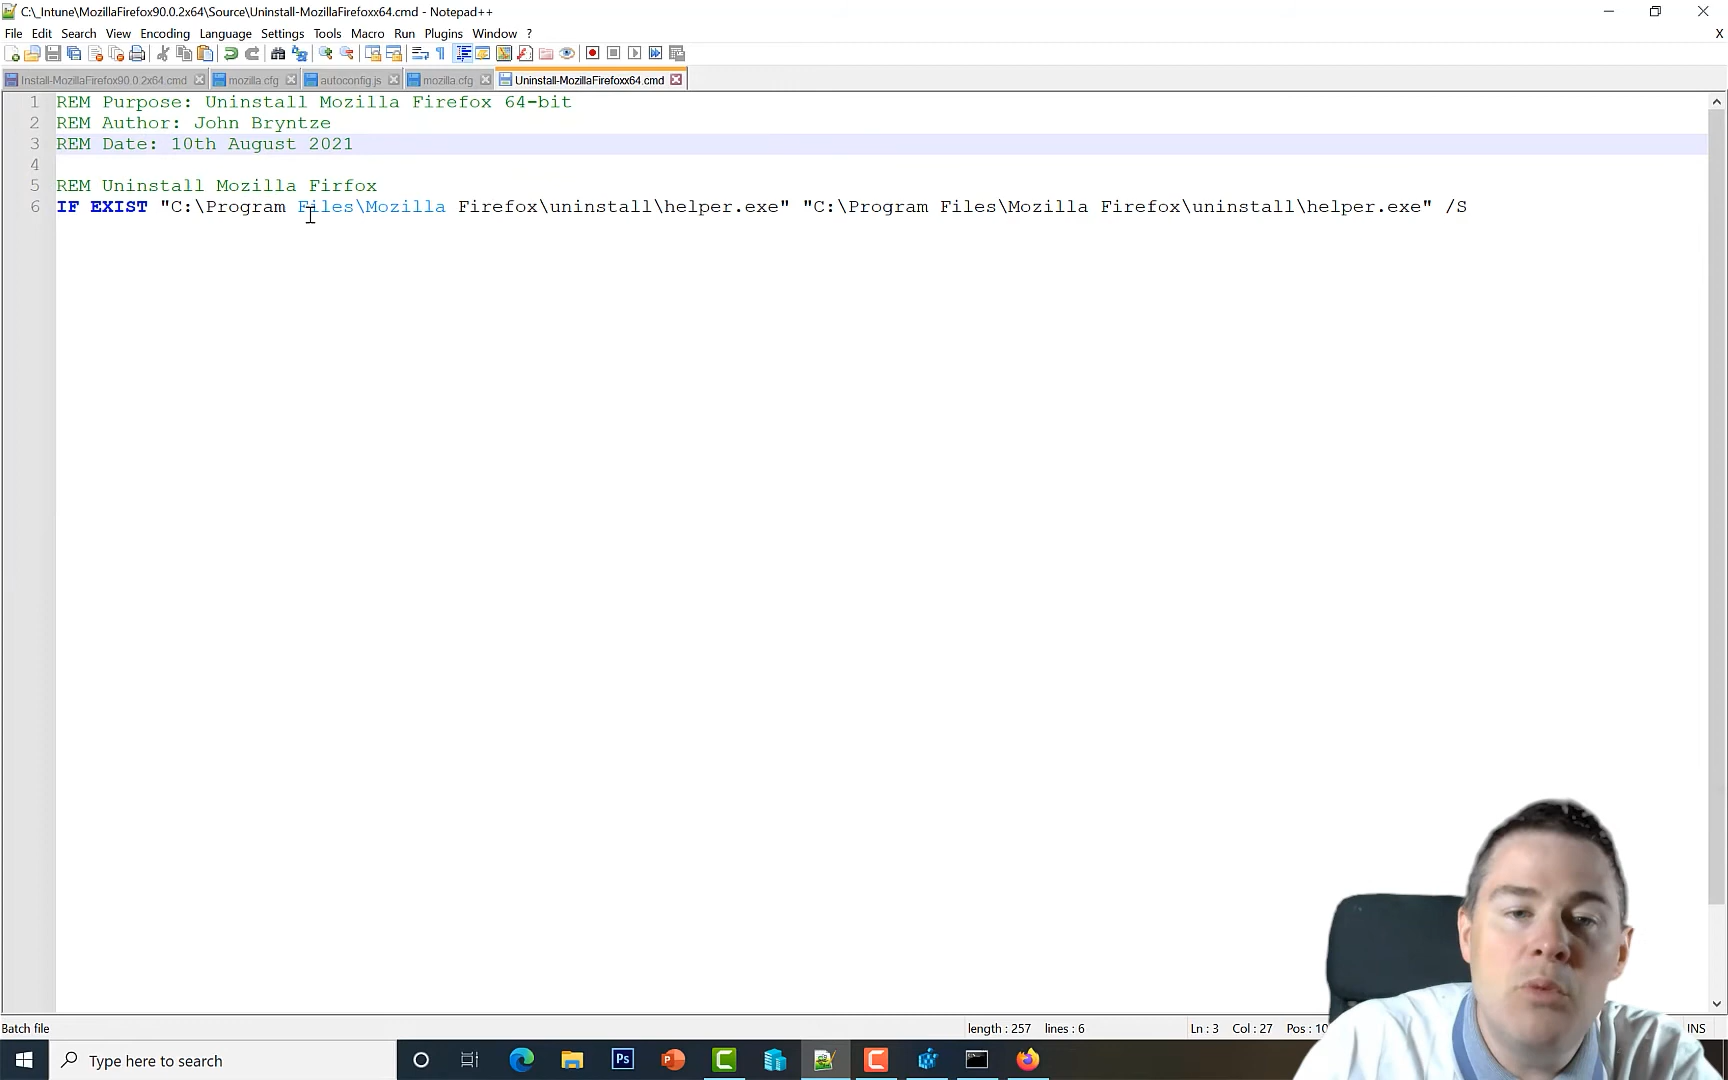 C:\_Intune\MozillaFirefox90.0.2x64\Source\Uninstall-MozillaFirefoxx64.cmd - Notepad++
File Edit Search View Encoding Language Settings Tools Macro Run Plugins Window ? X
Install-MozillaFirefox90.0.2x64.cmd mozilla.cfg autoconfig.js mozilla.cfg Uninstall-MozillaFirefoxx64.cmd
1 REM Purpose: Uninstall Mozilla Firefox 64-bit
2 REM Author: John Bryntze
3 REM Date: 10th August 2021
4
5 REM Uninstall Mozilla Firfox
6 IF EXIST "C:\Program Files\Mozilla Firefox\uninstall\helper.exe" "C:\Program Files\Mozilla Firefox\uninstall\helper.exe" /S
Batch file length : 257 lines : 6 Ln : 3 Col : 27 Pos : 10 INS
Type here to search Ps